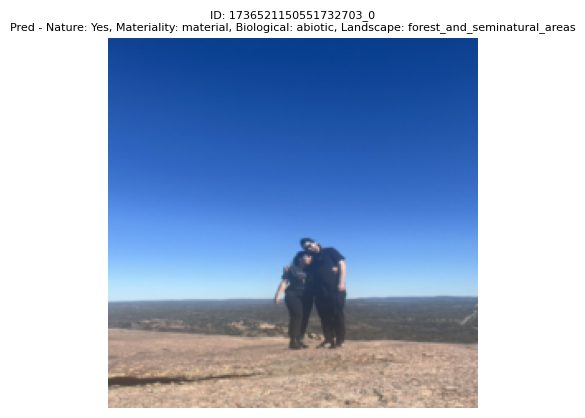 ID: 1736521150551732703_0
Pred - Nature: Yes, Materiality: material, Biological: abiotic, Landscape: forest_and_seminatural_areas